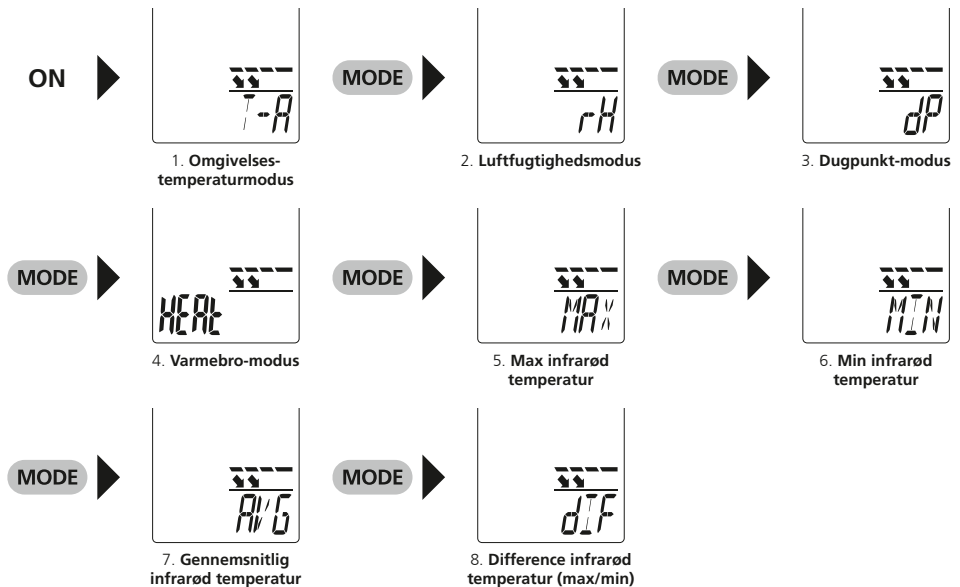 ON
T-A
1. Omgivelses-
temperaturmodus
MODE
rH
2. Luftfugtighedsmodus
MODE
dP
3. Dugpunkt-modus
MODE
HEAt
4. Varmebro-modus
MODE
MAX
5. Max infrarød
temperatur
MODE
MIN
6. Min infrarød
temperatur
MODE
AVG
7. Gennemsnitlig
infrarød temperatur
MODE
dIF
8. Difference infrarød
temperatur (max/min)